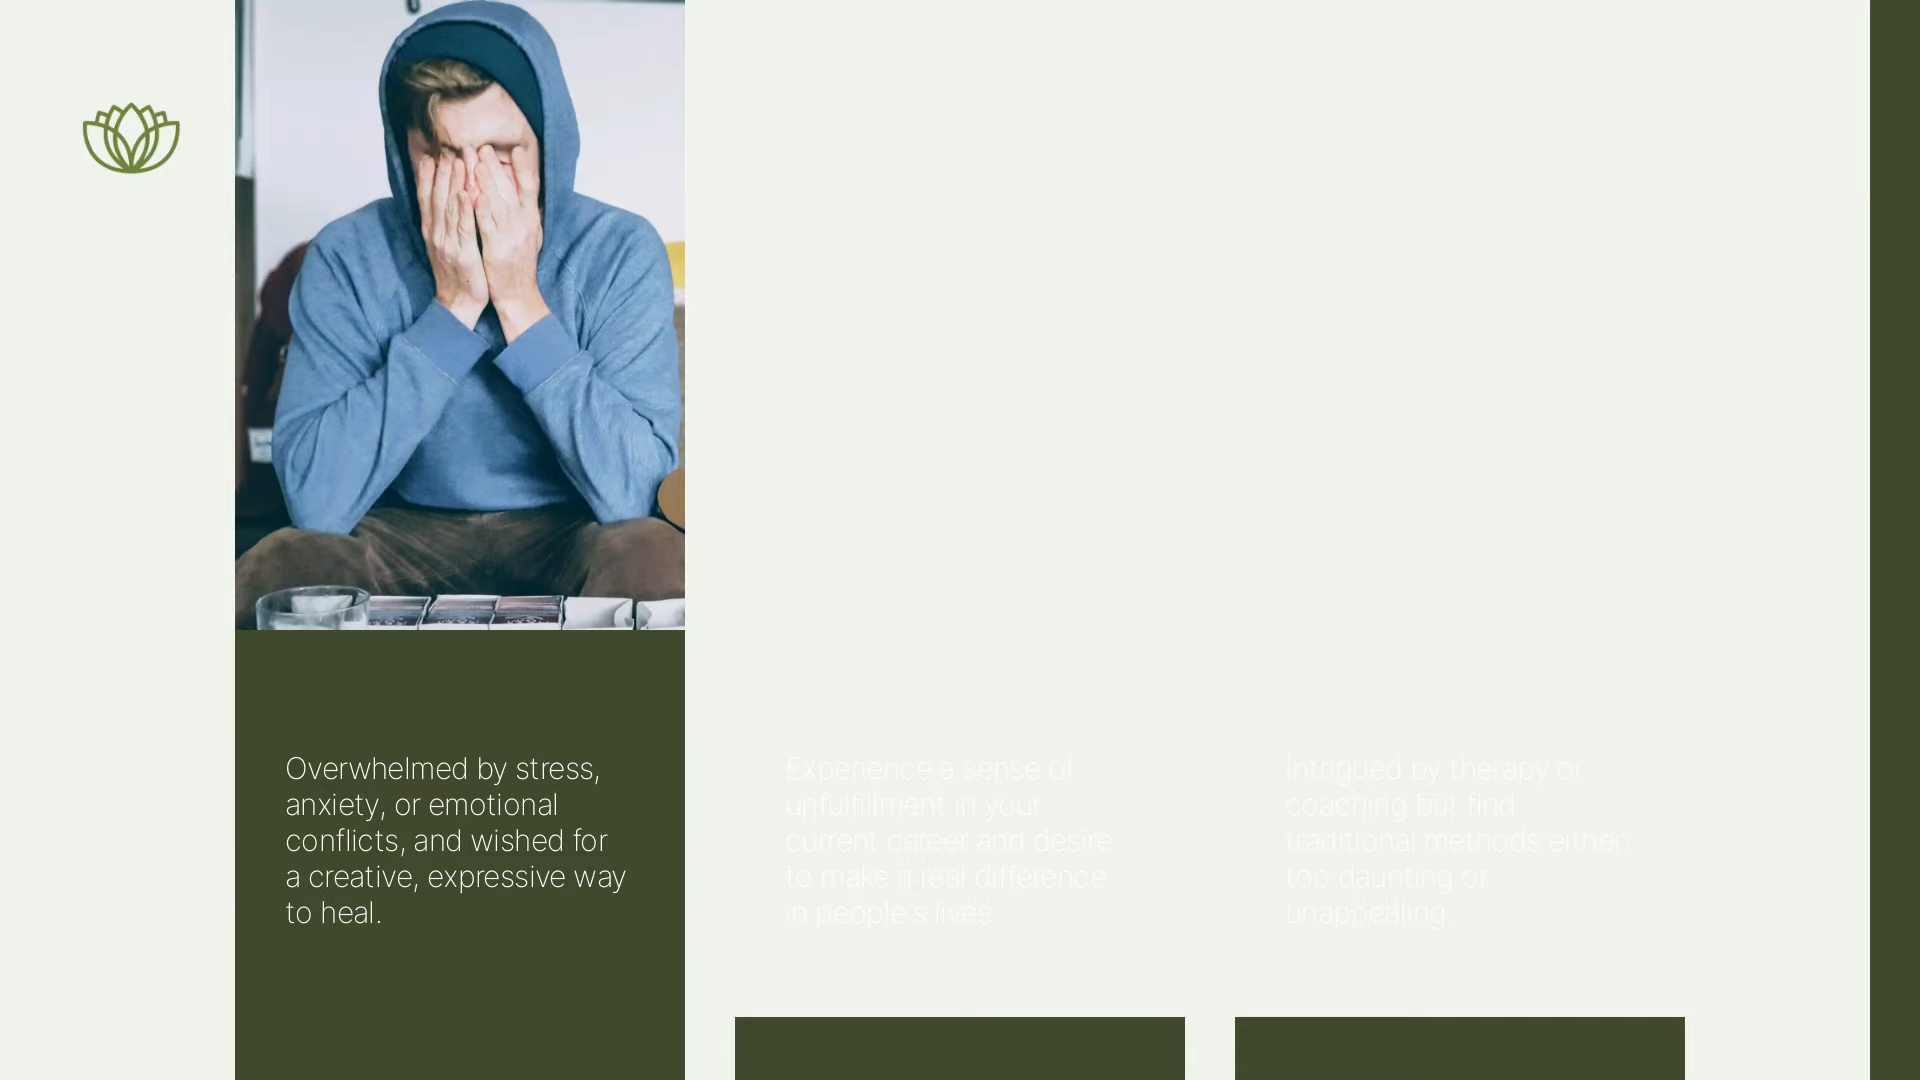 Overwhelmed by stress,
anxiety, or emotional
conflicts, and wished for
a creative, expressive way
to heal.
Experience a sense of
unfulfillment in your
current career and desire
to make a real difference
in people's lives.
Intrigued by therapy or
coaching but find
traditional methods either
too daunting or
unappealing.